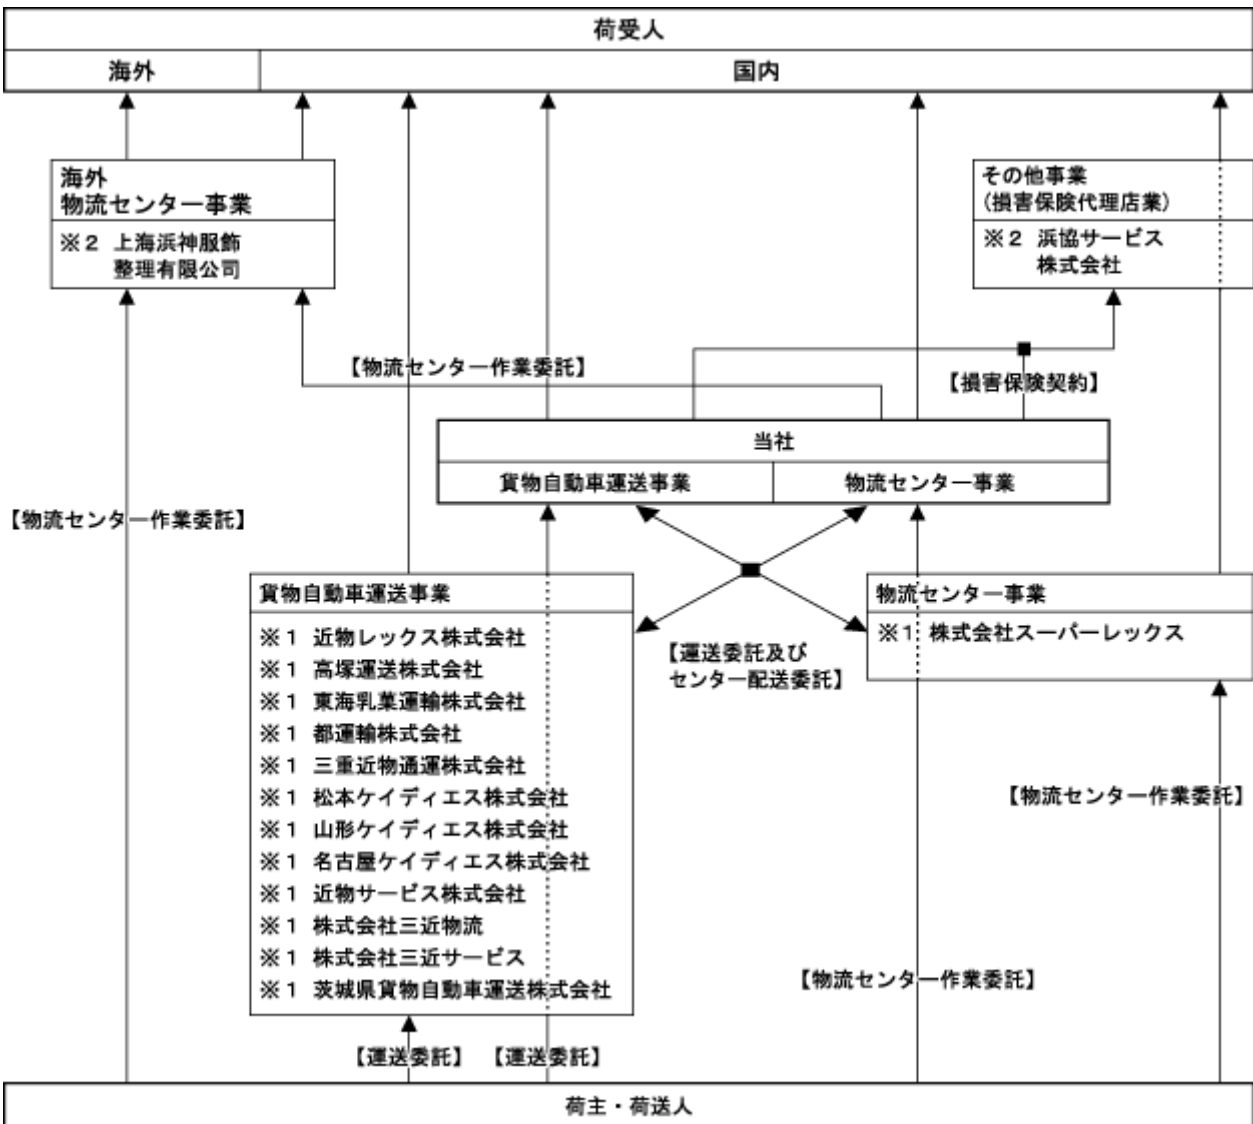 荷受人
海外
国内
海外
物流センター事業
※2 上海浜神服飾
整理有限公司
その他事業
(損害保険代理店業)
※2 浜協サービス
株式会社
【物流センター作業委託】
【損害保険契約】
当社
貨物自動車運送事業
物流センター事業
【物流センター作業委託】
貨物自動車運送事業
※1 近物レックス株式会社
※1 高塚運送株式会社
※1 東海乳菓運輸株式会社
※1 都運輸株式会社
※1 三重近物通運株式会社
※1 松本ケイディエス株式会社
※1 山形ケイディエス株式会社
※1 名古屋ケイディエス株式会社
※1 近物サービス株式会社
※1 株式会社三近物流
※1 株式会社三近サービス
※1 茨城県貨物自動車運送株式会社
【運送委託及び
センター配送委託】
物流センター事業
※1 株式会社スーパーレックス
【物流センター作業委託】
【物流センター作業委託】
【運送委託】
【運送委託】
荷主・荷送人